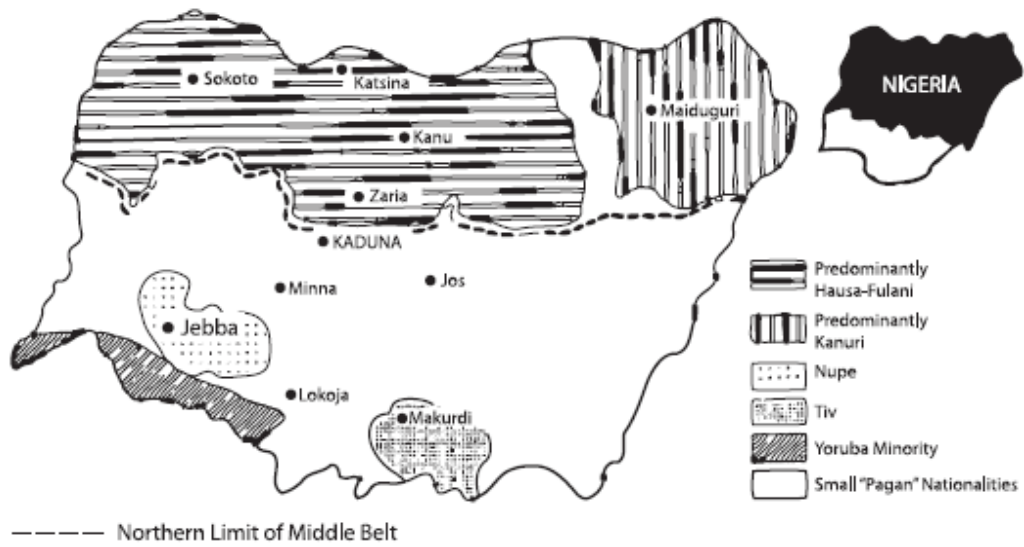 Sokoto
Katsina
Kanu
Zaria
KADUNA
Minna
Jos
Jebba
Lokoja
Makurdi
Maiduguri
NIGERIA
Predominantly
Hausa-Fulani
Predominantly
Kanuri
Nupe
Tiv
Yoruba Minority
Small "Pagan" Nationalities
Northern Limit of Middle Belt